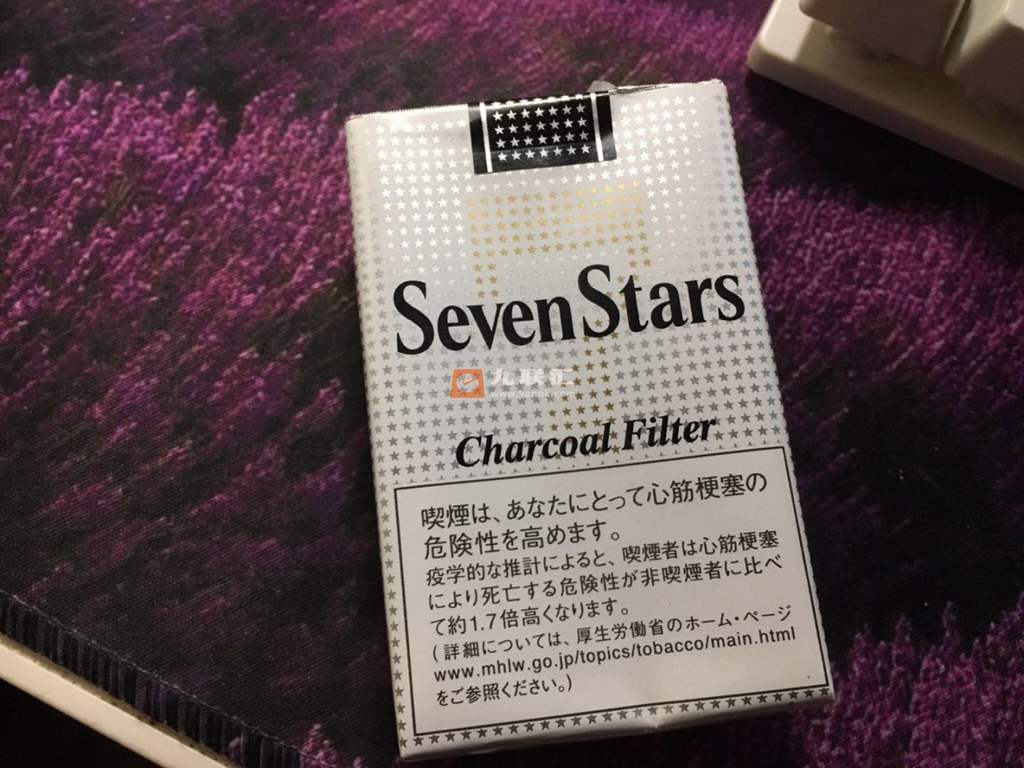 SevenStars
九联汇
Charcoal Filter
喫煙は、あなたにとって心筋梗塞の
危険性を高めます。
疫学的な推計によると、喫煙者は心筋梗塞
により死亡する危険性が非喫煙者に比べ
て約1.7倍高くなります。
(詳細については、厚生労働省のホーム・ページ
www.mhlw.go.jp/topics/tobacco/main.html
をご参照ください。)